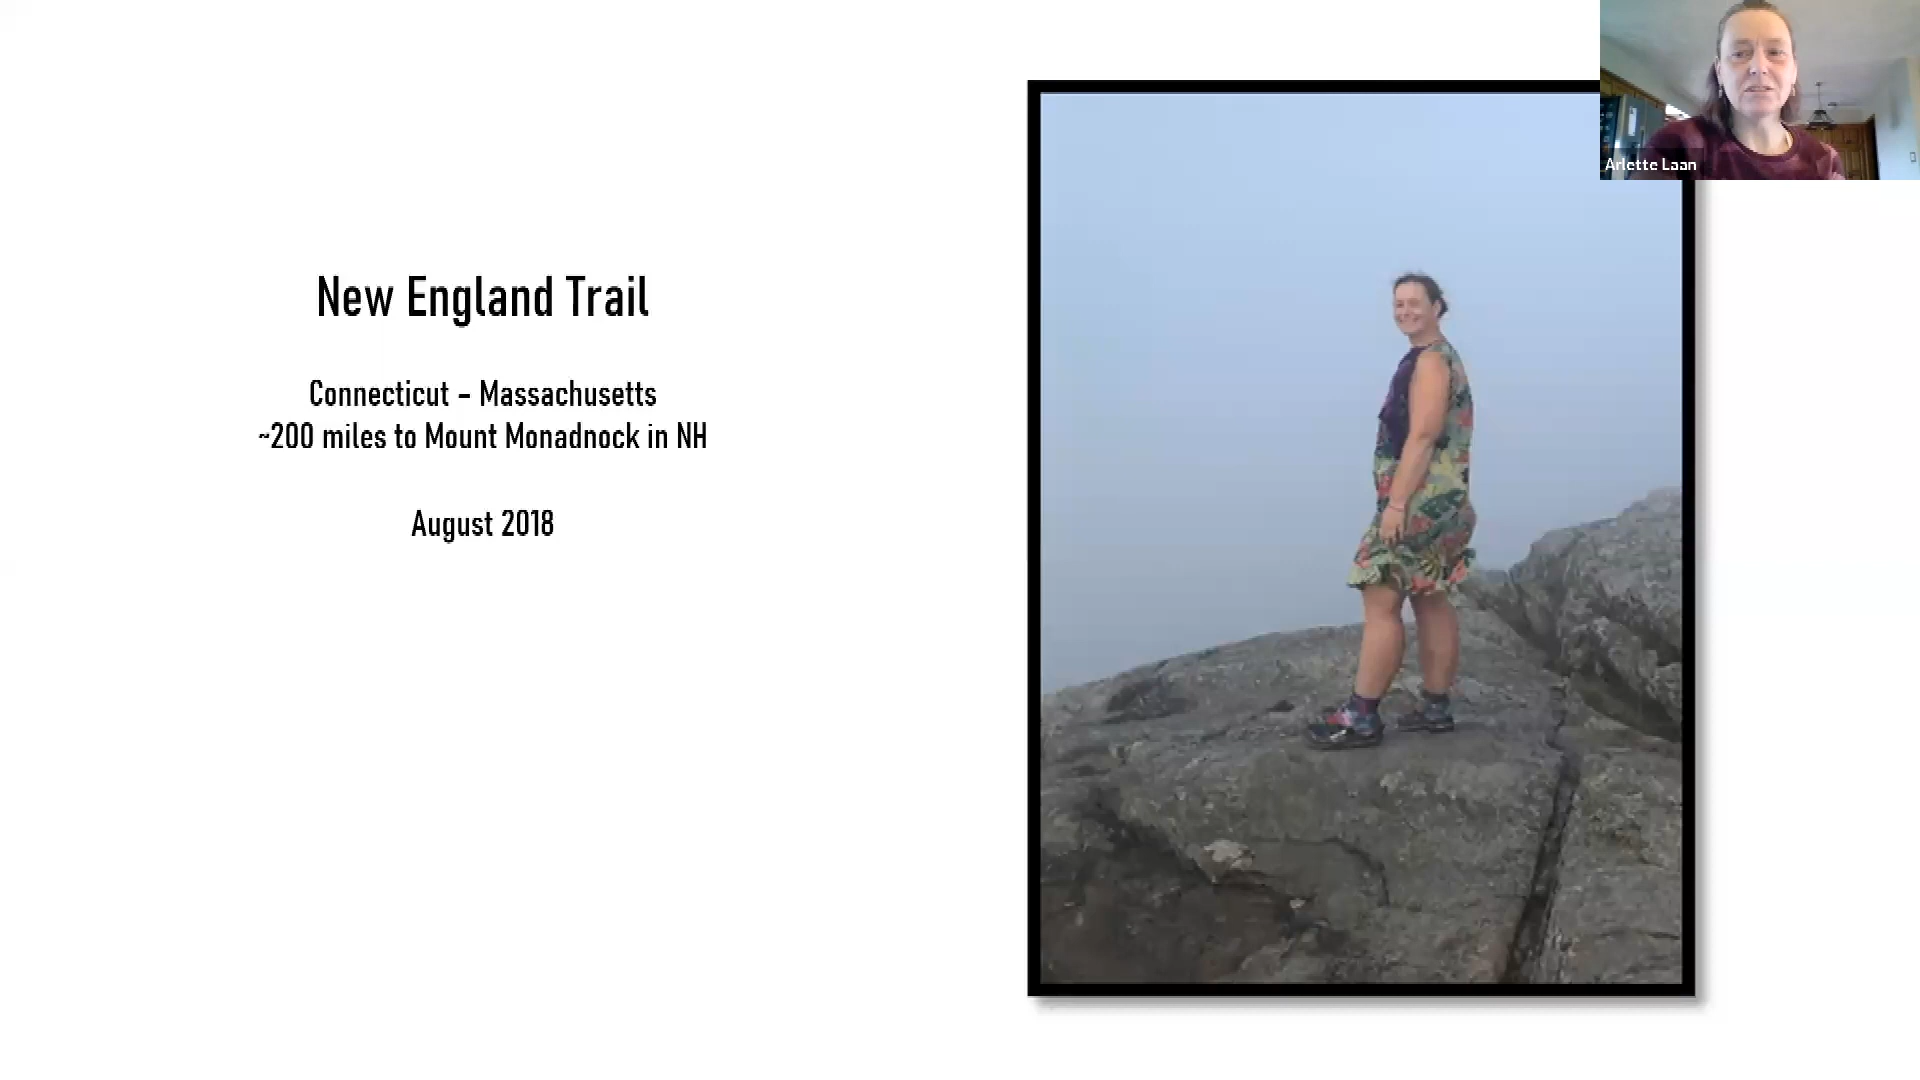 New England Trail
Connecticut – Massachusetts
~200 miles to Mount Monadnock in NH
August 2018
Arlette Laan